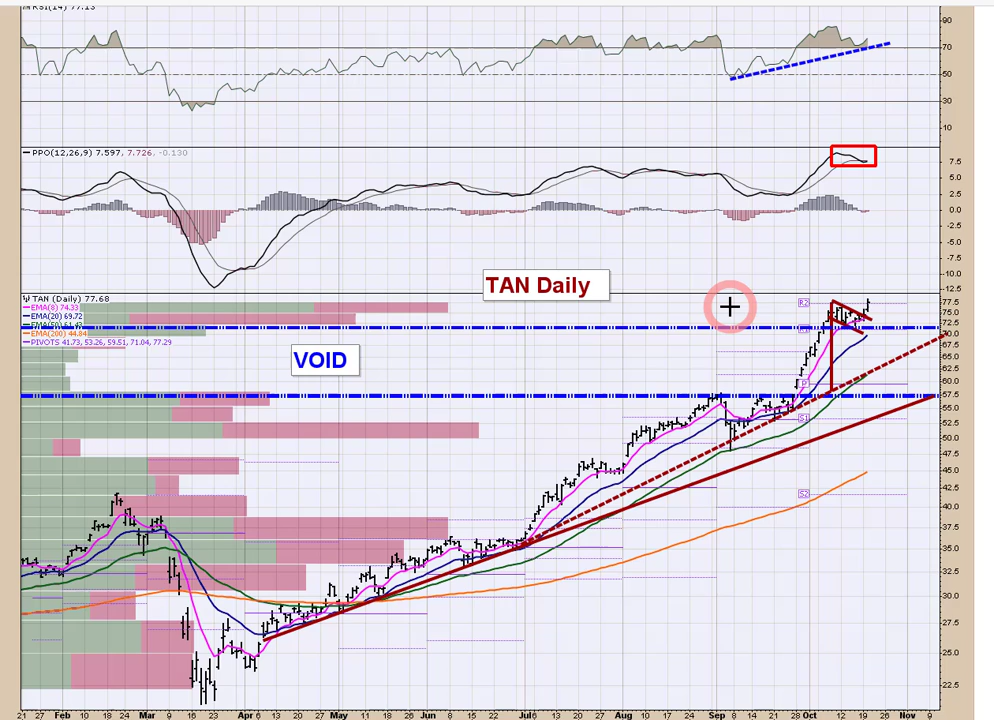 RSI(14) 77.13
90
70
50
30
10
PPO(12,26,9) 7.597, 7.726, -0.130
7.5
5.0
2.5
0.0
-2.5
-5.0
-7.5
-10.0
-12.5
TAN Daily
TAN (Daily) 77.68
EMA(8) 74.33
EMA(20) 69.72
EMA(50) 61.43
EMA(200) 44.84
PIVOTS 41.73, 53.26, 59.51, 71.04, 77.29
VOID
R2
P
S1
S2
77.5
75.0
72.5
70.0
67.5
65.0
62.5
60.0
57.5
55.0
52.5
50.0
47.5
45.0
42.5
40.0
37.5
35.0
32.5
30.0
27.5
25.0
22.5
21 27 Feb 10 18 24 Mar 9 16 23 Apr 6 13 20 27 May 11 18 26 Jun 8 15 22 Jul 6 13 20 27 Aug 10 17 24 Sep 8 14 21 28 Oct 12 19 26 Nov 9